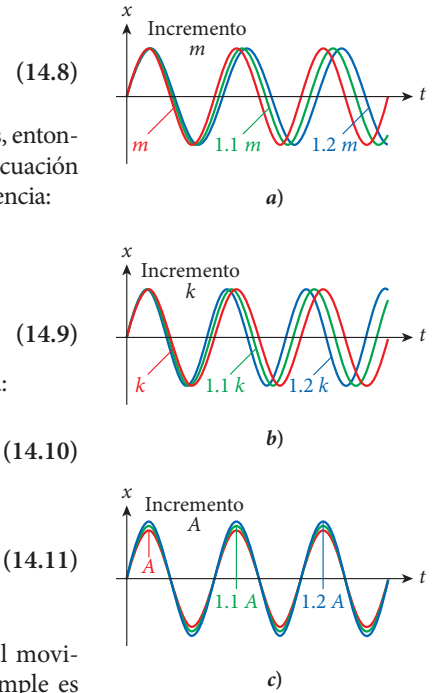 (14.8)
s, enton-
cuación
encia:
x
Incremento
m
t
m
1.1 m
1.2 m
a)
(14.9)
:
(14.10)
x
Incremento
k
t
k
1.1 k
1.2 k
b)
(14.11)
l movi-
mple es
x
Incremento
A
t
A
1.1 A
1.2 A
c)